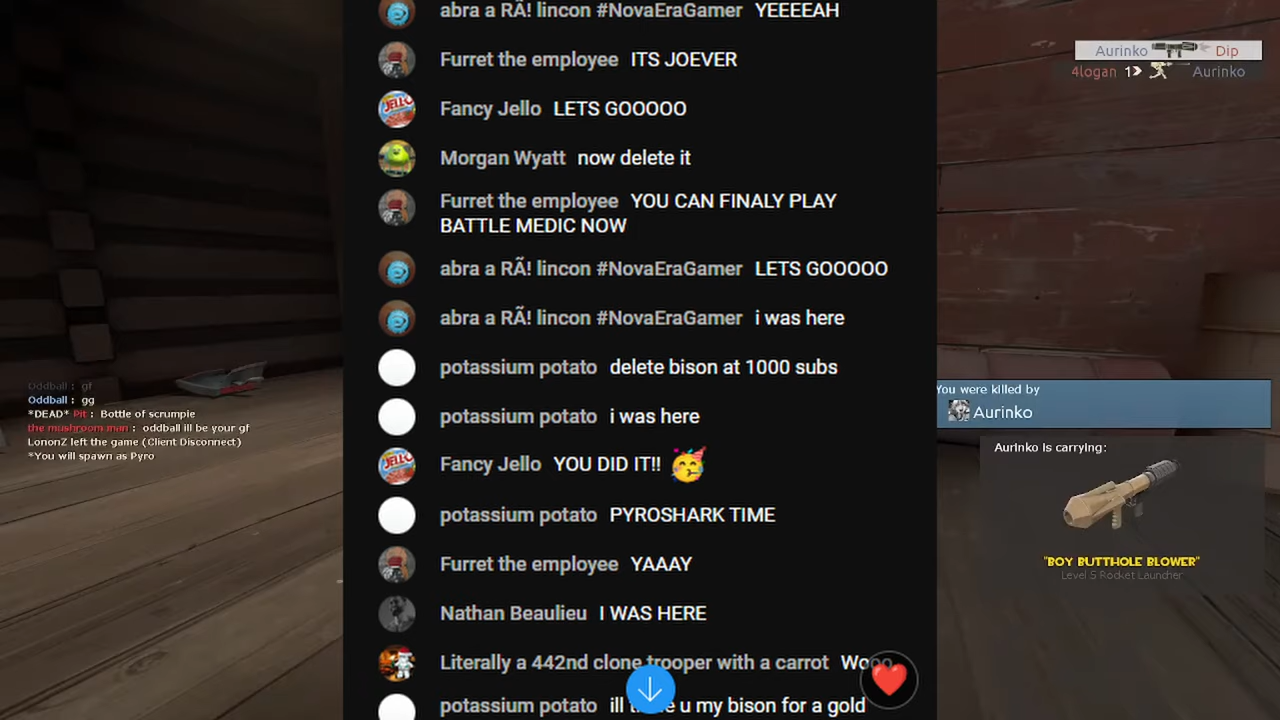 abra a RÃ! lincon #NovaEraGamer YEEEEAH
Furret the employee ITS JOEVER
Fancy Jello LETS GOOOOO
Morgan Wyatt now delete it
Furret the employee YOU CAN FINALY PLAY
BATTLE MEDIC NOW
abra a RÃ! lincon #NovaEraGamer LETS GOOOOO
abra a RÃ! lincon #NovaEraGamer i was here
potassium potato delete bison at 1000 subs
potassium potato i was here
Fancy Jello YOU DID IT!! 🥳
potassium potato PYROSHARK TIME
Furret the employee YAAAY
Nathan Beaulieu I WAS HERE
Literally a 442nd clone trooper with a carrot Wooo
potassium potato ill u my bison for a gold
Oddball : gf
Oddball : gg
*DEAD* Pit : Bottle of scrumpie
the mushroom man : oddball ill be your gf
LononZ left the game (Client Disconnect)
*You will spawn as Pyro
Aurinko Dip
4logan 1 Aurinko
You were killed by
Aurinko
Aurinko is carrying:
"BOY BUTTHOLE BLOWER"
Level 5 Rocket Launcher